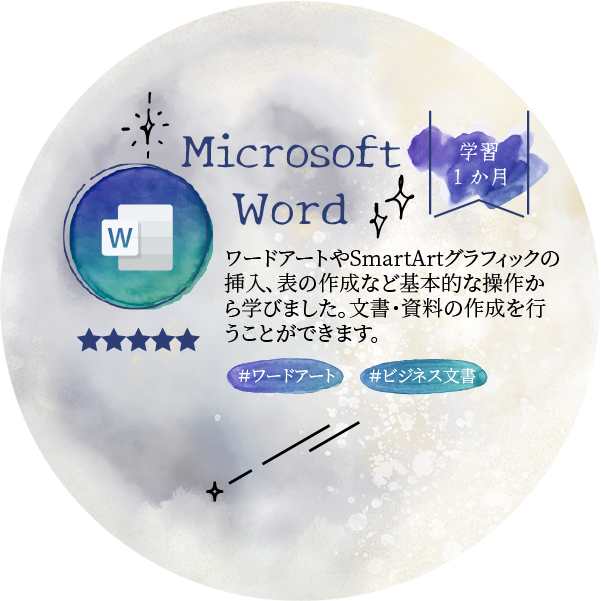 Microsoft
Word
学習
1 か月
W
ワードアートやSmartArtグラフィックの
挿入、表の作成など基本的な操作か
ら学びました。文書・資料の作成を行
うことができます。
#ワードアート
#ビジネス文書